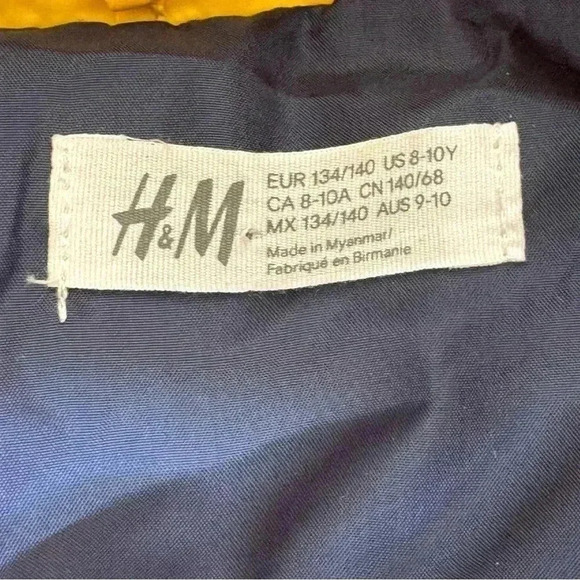 H&M
EUR 134/140 US 8-10Y
CA 8-10A CN 140/68
MX 134/140 AUS 9-10
Made in Myanmar/
Fabriqué en Birmanie